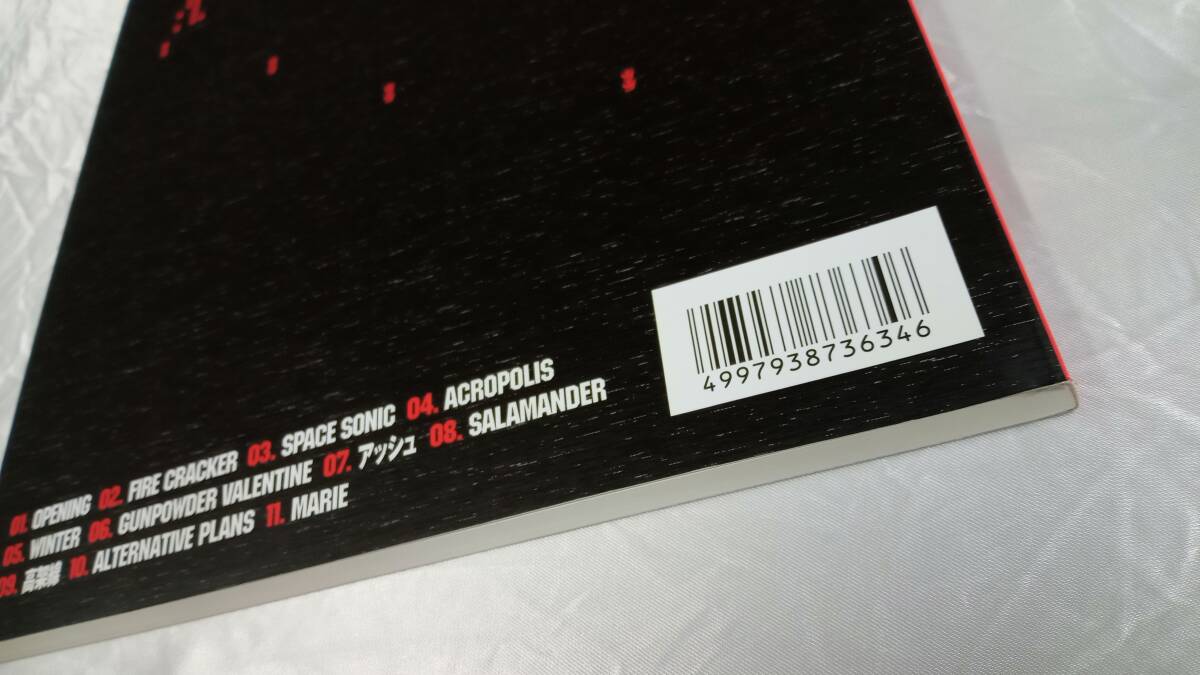 4997938736346
01. OPENING 02. FIRE CRACKER 03. SPACE SONIC 04. ACROPOLIS
05. WINTER 06. GUNPOWDER VALENTINE 07. アッシュ 08. SALAMANDER
09. 高架線 10. ALTERNATIVE PLANS 11. MARIE